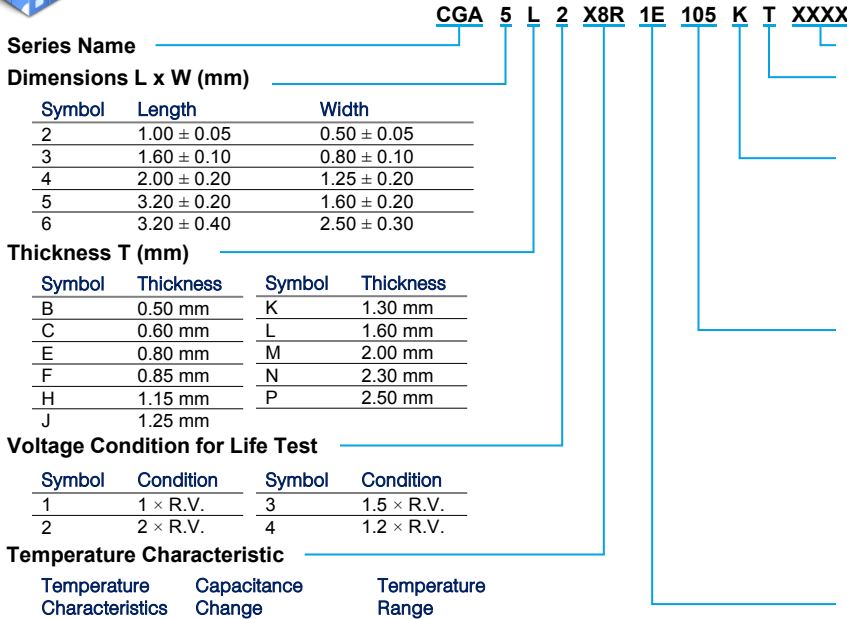 CGA 5 L 2 X8R 1E 105 K T XXXX
Series Name
Dimensions L x W (mm)
Symbol Length Width
2 1.00 ± 0.05 0.50 ± 0.05
3 1.60 ± 0.10 0.80 ± 0.10
4 2.00 ± 0.20 1.25 ± 0.20
5 3.20 ± 0.20 1.60 ± 0.20
6 3.20 ± 0.40 2.50 ± 0.30
Thickness T (mm)
Symbol Thickness Symbol Thickness
B 0.50 mm K 1.30 mm
C 0.60 mm L 1.60 mm
E 0.80 mm M 2.00 mm
F 0.85 mm N 2.30 mm
H 1.15 mm P 2.50 mm
J 1.25 mm
Voltage Condition for Life Test
Symbol Condition Symbol Condition
1 1 × R.V. 3 1.5 × R.V.
2 2 × R.V. 4 1.2 × R.V.
Temperature Characteristic
Temperature Capacitance Temperature
Characteristics Change Range